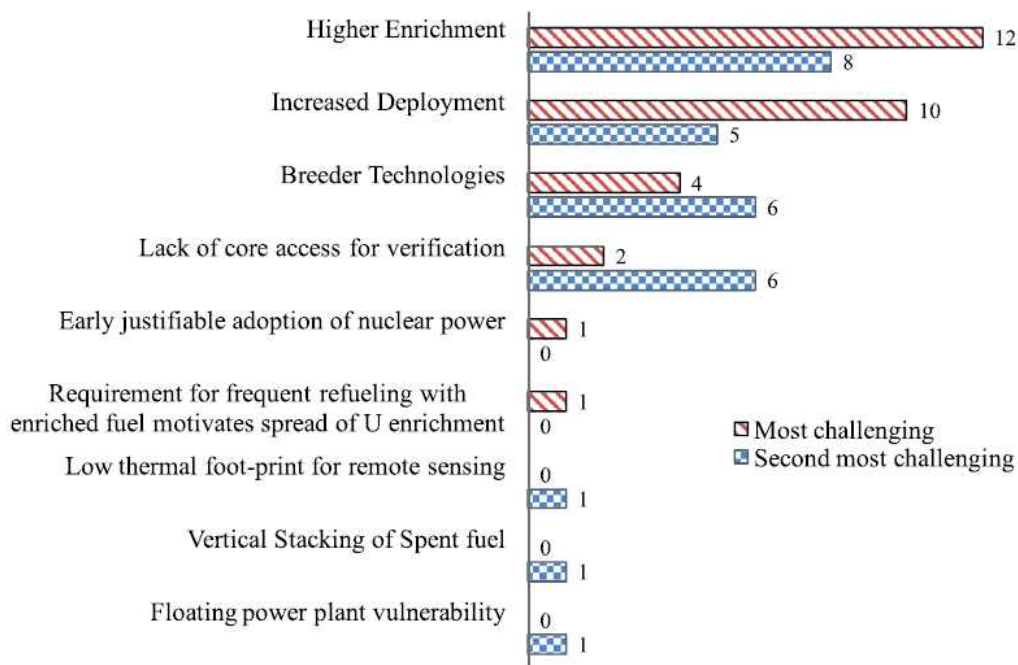 Higher Enrichment
12
8
Increased Deployment
10
5
Breeder Technologies
4
6
Lack of core access for verification
2
6
Early justifiable adoption of nuclear power
1
0
Requirement for frequent refueling with
enriched fuel motivates spread of U enrichment
1
0
Most challenging
Second most challenging
Low thermal foot-print for remote sensing
0
1
Vertical Stacking of Spent fuel
0
1
Floating power plant vulnerability
0
1